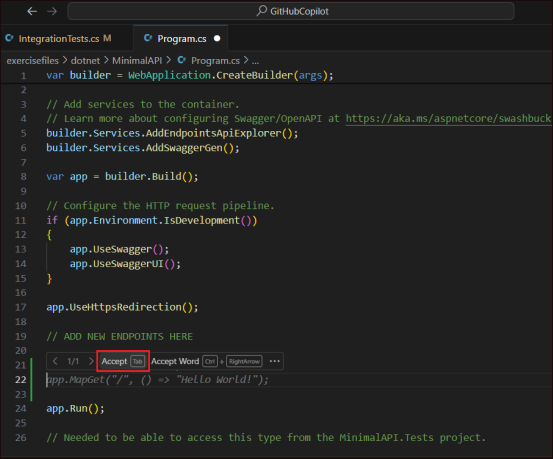 GitHubCopilot
IntegrationTests.cs M
Program.cs
exercisefiles > dotnet > MinimalAPI > Program.cs > ...
1 var builder = WebApplication.CreateBuilder(args);
2
3 // Add services to the container.
4 // Learn more about configuring Swagger/OpenAPI at https://aka.ms/aspnetcore/swashbuck
5 builder.Services.AddEndpointsApiExplorer();
6 builder.Services.AddSwaggerGen();
7
8 var app = builder.Build();
9
10 // Configure the HTTP request pipeline.
11 if (app.Environment.IsDevelopment())
12 {
13 app.UseSwagger();
14 app.UseSwaggerUI();
15 }
16
17 app.UseHttpsRedirection();
18
19 // ADD NEW ENDPOINTS HERE
20
21 < 1/1 > Accept Tab Accept Word Ctrl + RightArrow ...
22 app.MapGet("/", () => "Hello World!");
23
24 app.Run();
25
26 // Needed to be able to access this type from the MinimalAPI.Tests project.